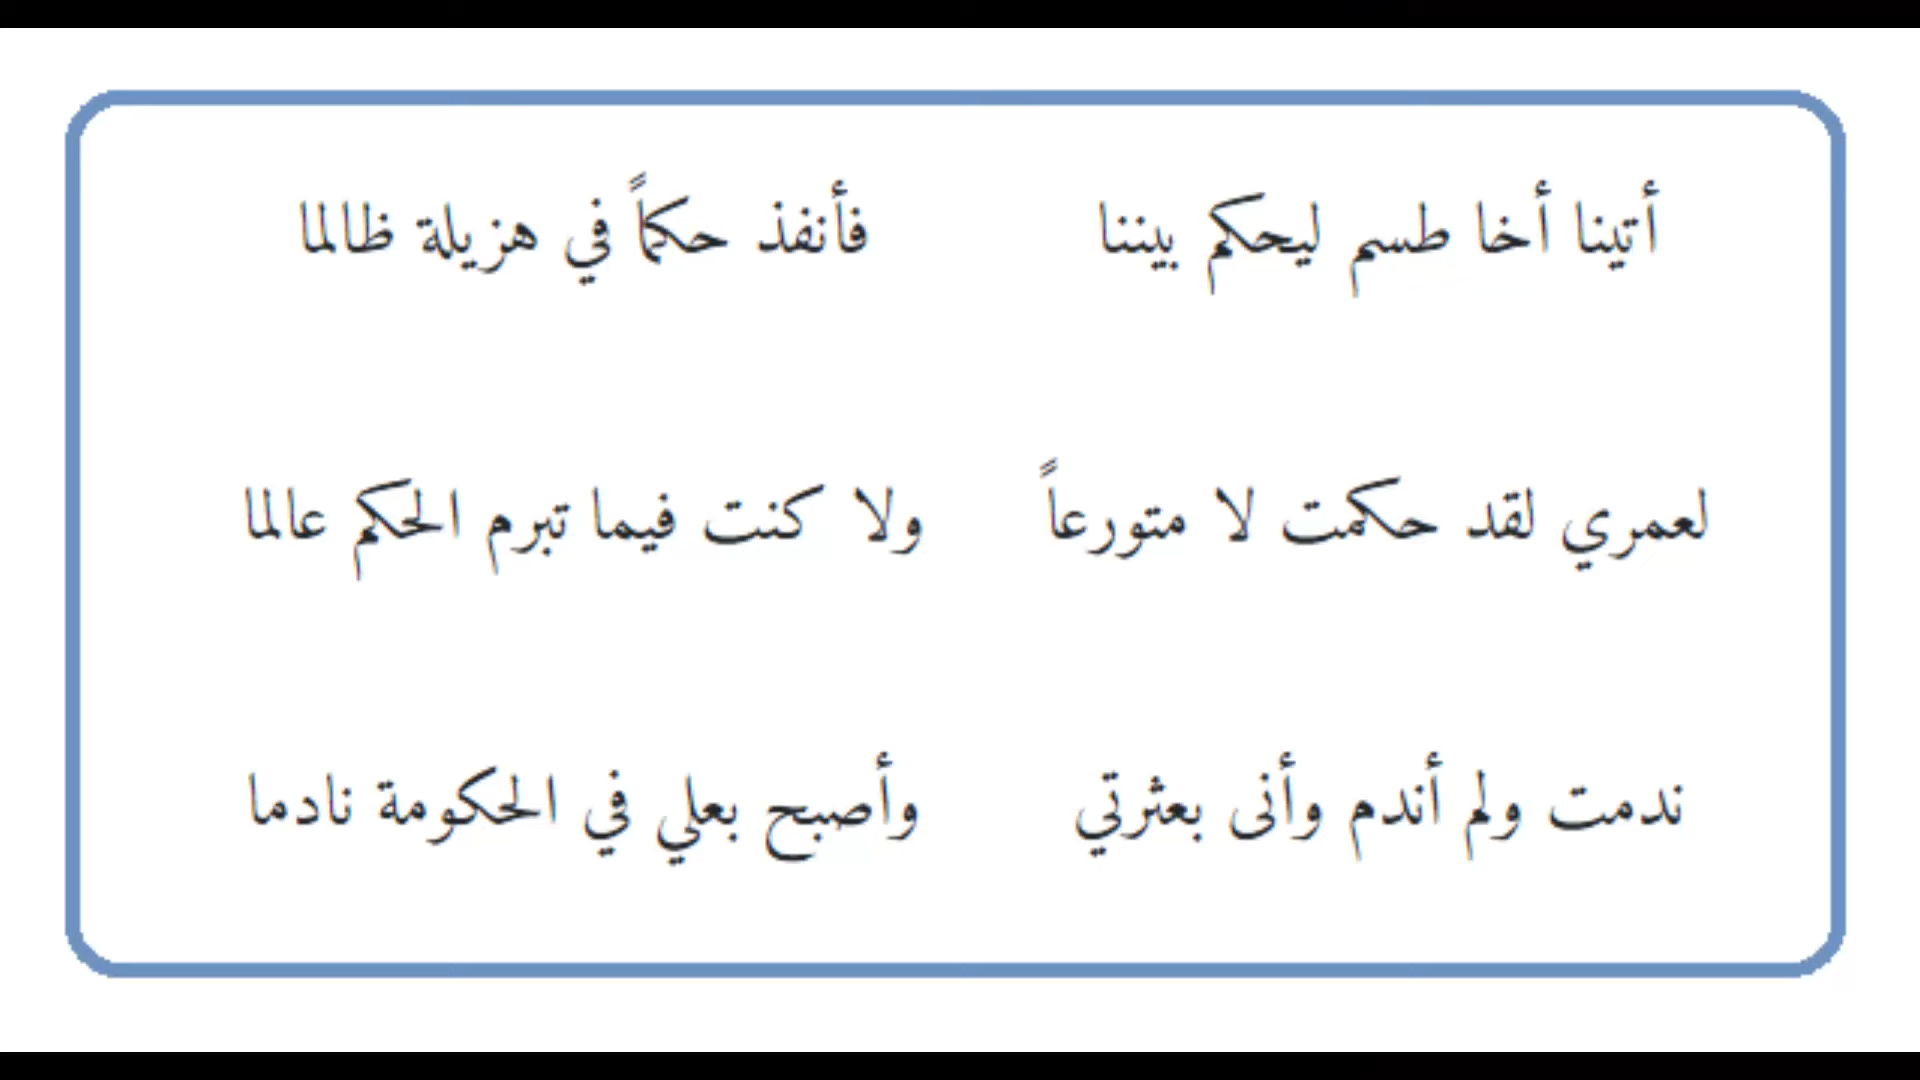 أتينا أخا طسم ليحكم بيننا فأنفذ حكماً في هزيلة ظالما
لعمري لقد حكمت لا متورعاً ولا كنت فيما تبرم الحكم عالما
ندمت ولم أندم وأنى بعثرتي وأصبح بعلي في الحكومة نادما